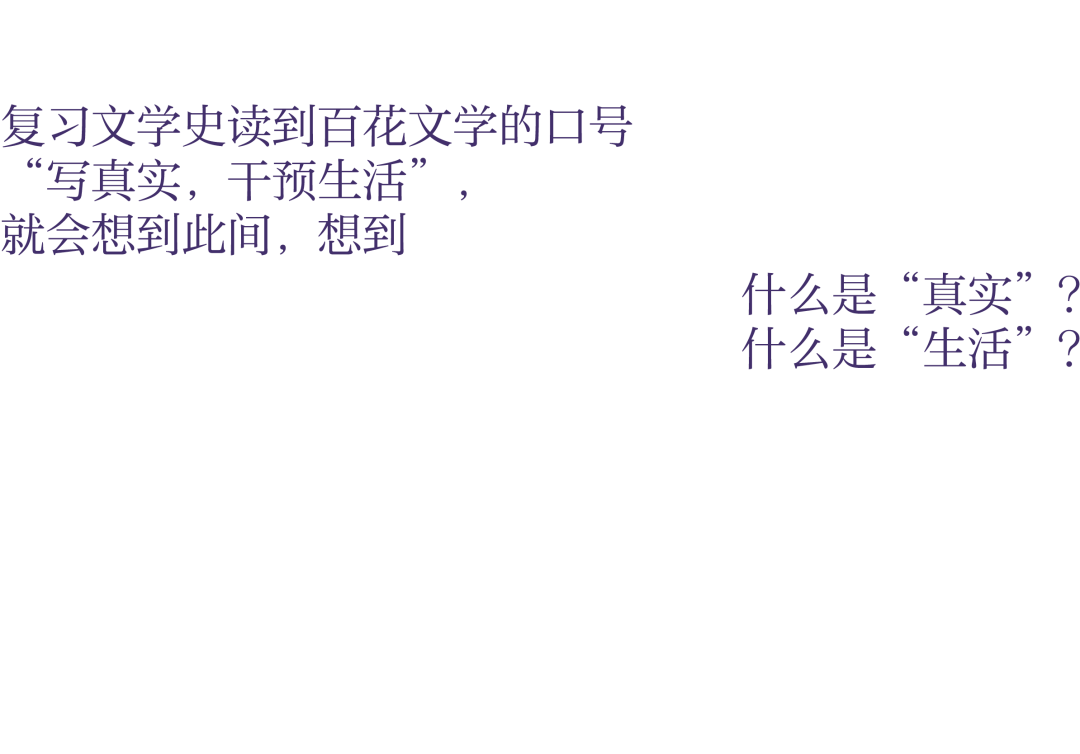 复习文学史读到百花文学的口号
“写真实，干预生活”，
就会想到此间，想到
什么是“真实”？
什么是“生活”？